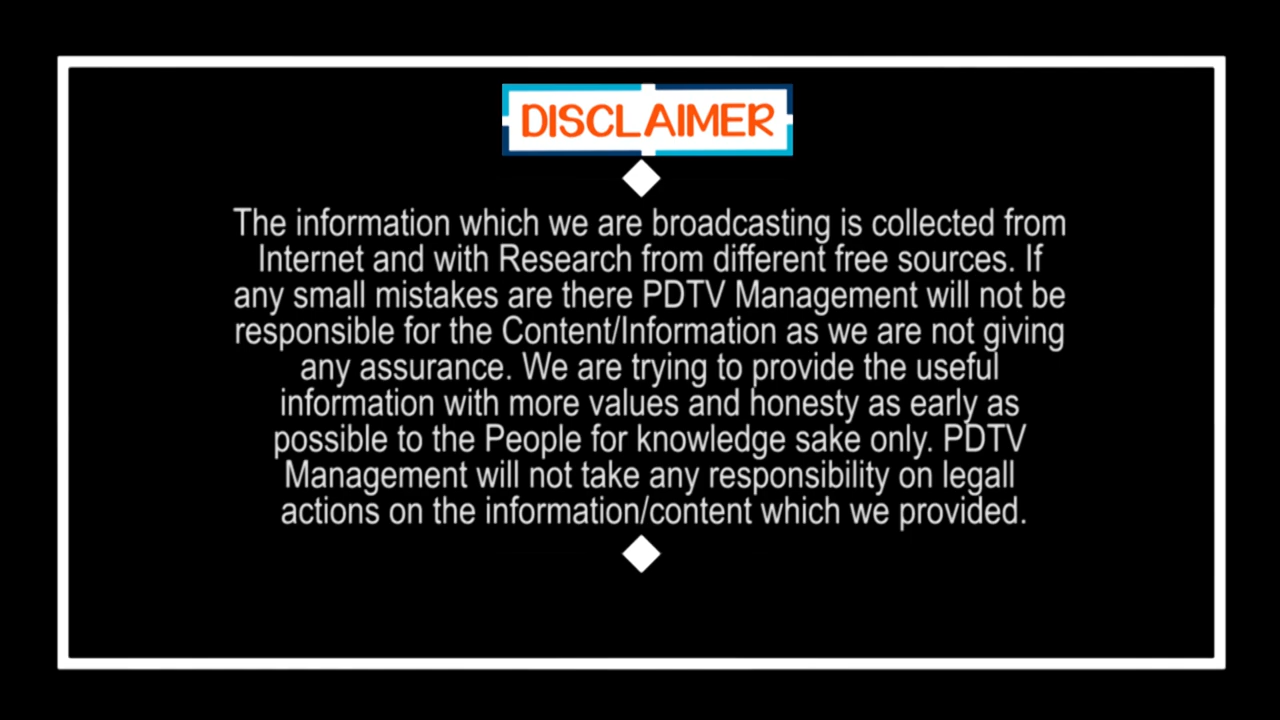 DISCLAIMER
The information which we are broadcasting is collected from
Internet and with Research from different free sources. If
any small mistakes are there PDTV Management will not be
responsible for the Content/Information as we are not giving
any assurance. We are trying to provide the useful
information with more values and honesty as early as
possible to the People for knowledge sake only. PDTV
Management will not take any responsibility on legall
actions on the information/content which we provided.